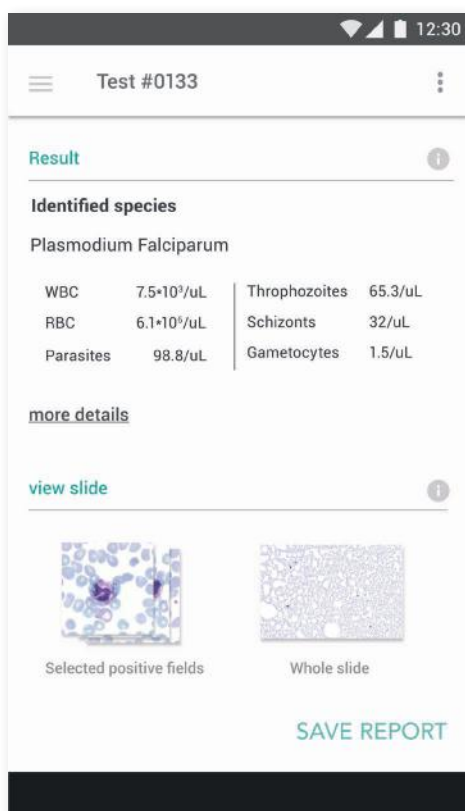 12:30
Test #0133
Result
Identified species
Plasmodium Falciparum
WBC 7.5*10³/uL
RBC 6.1*10⁶/uL
Parasites 98.8/uL
Throphozoites 65.3/uL
Schizonts 32/uL
Gametocytes 1.5/uL
more details
view slide
Selected positive fields
Whole slide
SAVE REPORT